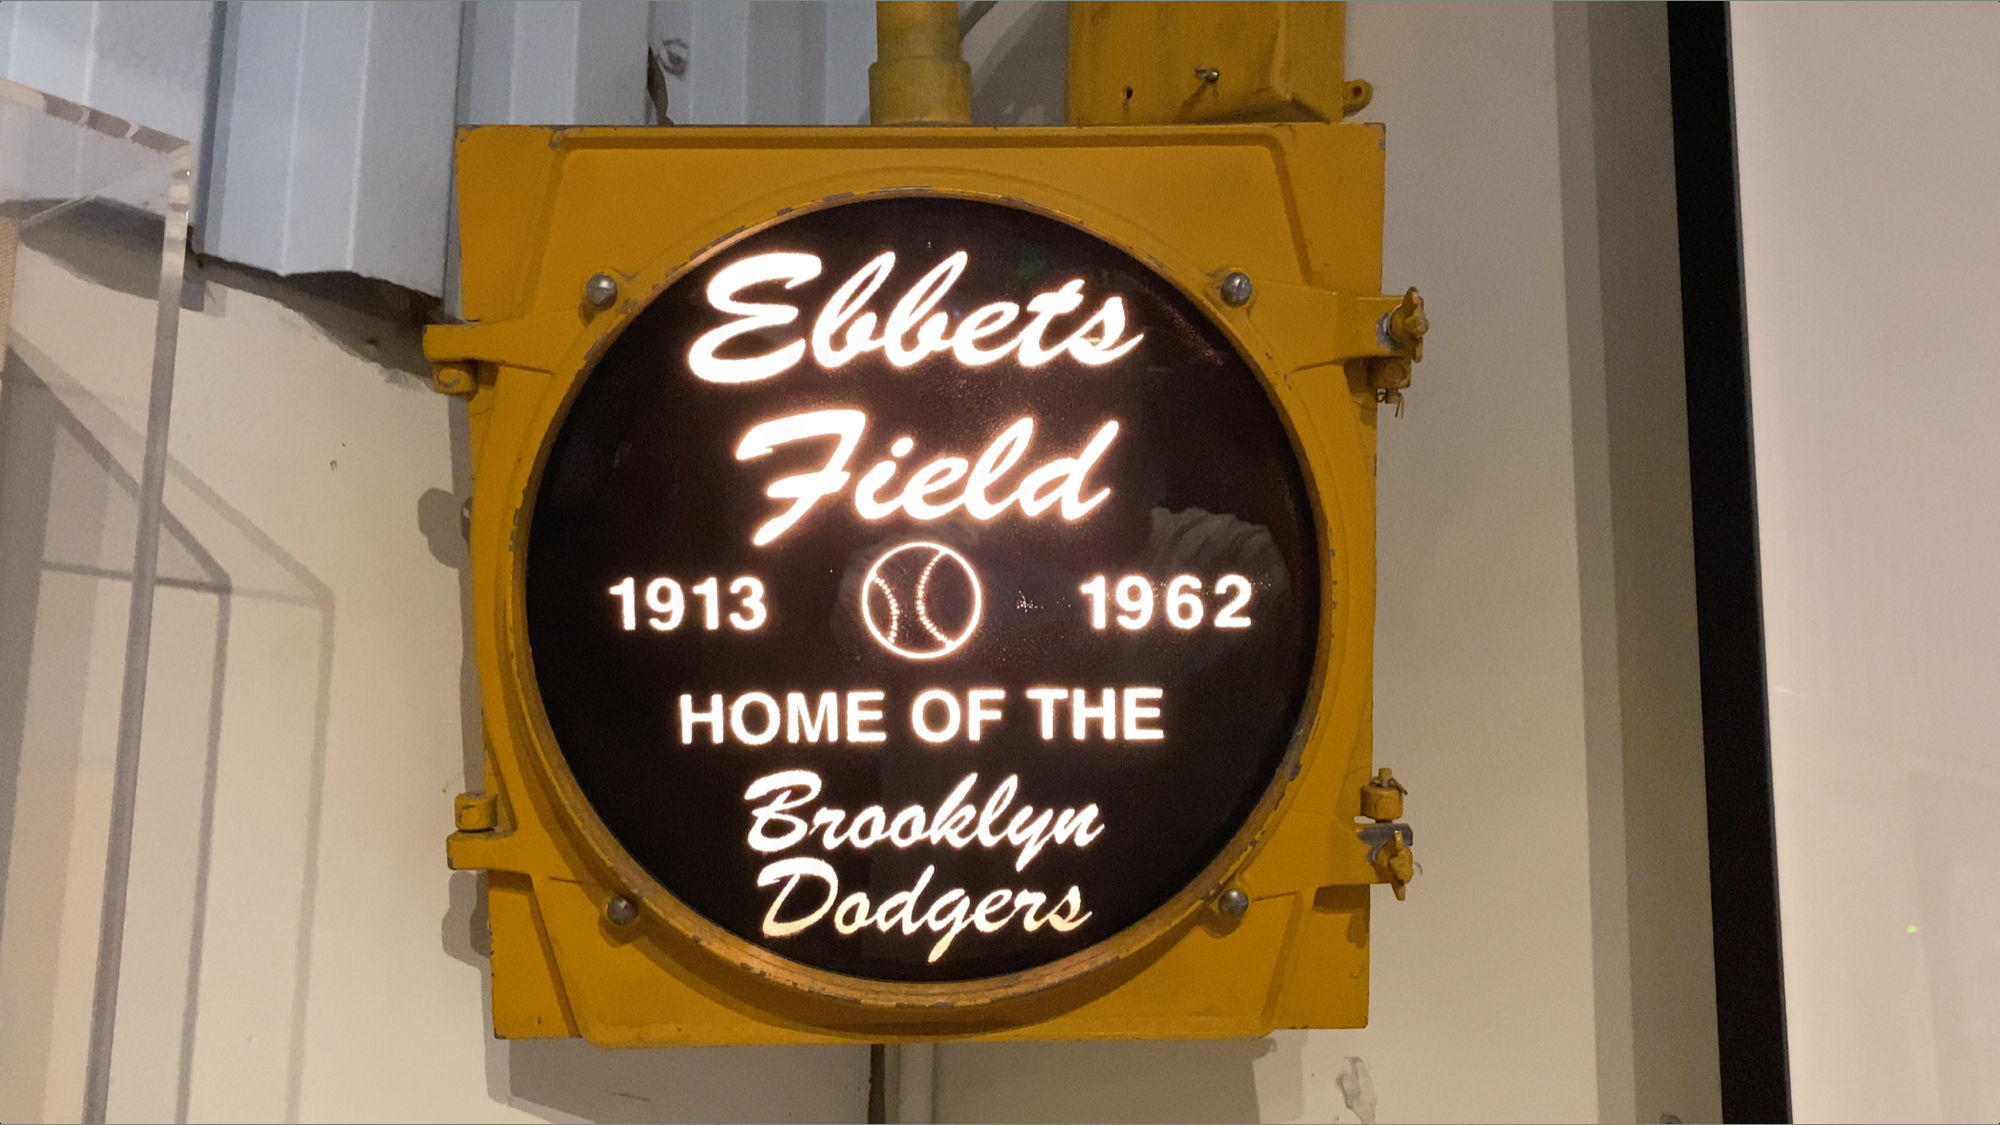 Ebbets
Field
1913 1962
HOME OF THE
Brooklyn
Dodgers